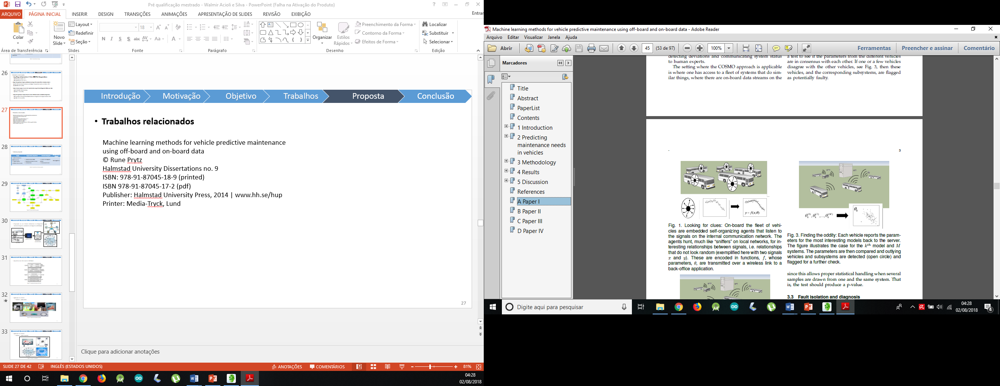 Pré qualificação mestrado - Walmir Acioli e Silva - PowerPoint (Falha na Ativação do Produto)
ARQUIVO PÁGINA INICIAL INSERIR DESIGN TRANSIÇÕES ANIMAÇÕES APRESENTAÇÃO DE SLIDES REVISÃO EXIBIÇÃO Entrar
Colar
Novo
Slide
Layout
Redefinir
Seção
18
N I S S abc AV Aa A
Organizar
Estilos
Rápidos
Preenchimento da Forma
Contorno da Forma
Efeitos de Forma
Localizar
Substituir
Selecionar
Área de Transferência Slides Fonte Parágrafo Desenho Edição
26
27
28
29
30
31
32
33
Introdução Motivação Objetivo Trabalhos Proposta Conclusão
• Trabalhos relacionados
Machine learning methods for vehicle predictive maintenance
using off-board and on-board data
© Rune Prytz
Halmstad University Dissertations no. 9
ISBN: 978-91-87045-18-9 (printed)
ISBN 978-91-87045-17-2 (pdf)
Publisher: Halmstad University Press, 2014 | www.hh.se/hup
Printer: Media-Tryck, Lund
27
Clique para adicionar anotações
SLIDE 27 DE 42 INGLÊS (ESTADOS UNIDOS) ANOTAÇÕES COMENTÁRIOS 81%
04:28
02/08/2018
Machine learning methods for vehicle predictive maintenance using off-board and on-board data - Adobe Reader
Arquivo Editar Visualizar Janela Ajuda
Abrir 45 (53 de 97) 100% Ferramentas Preencher e assinar Comentário
Marcadores
Title
Abstract
PaperList
Contents
1 Introduction
2 Predicting
maintenance needs
in vehicles
3 Methodology
4 Results
5 Discussion
References
A Paper I
B Paper II
C Paper III
D Paper IV
detecting deviations and communicating system status
to human experts.
The setting where the COSMO approach is applicable
is where one has access to a fleet of systems that do sim-
ilar things, where there are on-board data streams on the
a test to see if the parameters from the different vehicles
are in consensus with each other. If one or a few vehicles
disagree with the other vehicles, see Fig. 3, then these
vehicles, and the corresponding subsystems, are flagged
as potentially faulty.
3
y = f(x;θ)
Fig. 1. Looking for clues: On-board the fleet of vehi-
cles are embedded self-organizing agents that listen to
the signals on the internal communication network. The
agents hunt, much like “sniffers” on local networks, for in-
teresting relationships between signals, i.e. relationships
that do not look random (exemplified here with two signals
x and y). These are encoded in functions, f, whose
parameters, θ, are transmitted over a wireless link to a
back-office application.
θk(1), θk(2), ..., θk(M)
θk
Fig. 3. Finding the oddity: Each vehicle reports the param-
eters for the most interesting models back to the server.
The figure illustrates the case for the kth model and M
systems. The parameters are then compared and outlying
vehicles and subsystems are detected (open circle) and
flagged for a further check.
since this allows proper statistical handling when several
samples are drawn from one and the same system. That
is, the test should produce a p-value.
3.3 Fault isolation and diagnosis
Digite aqui para pesquisar
04:28
02/08/2018
4